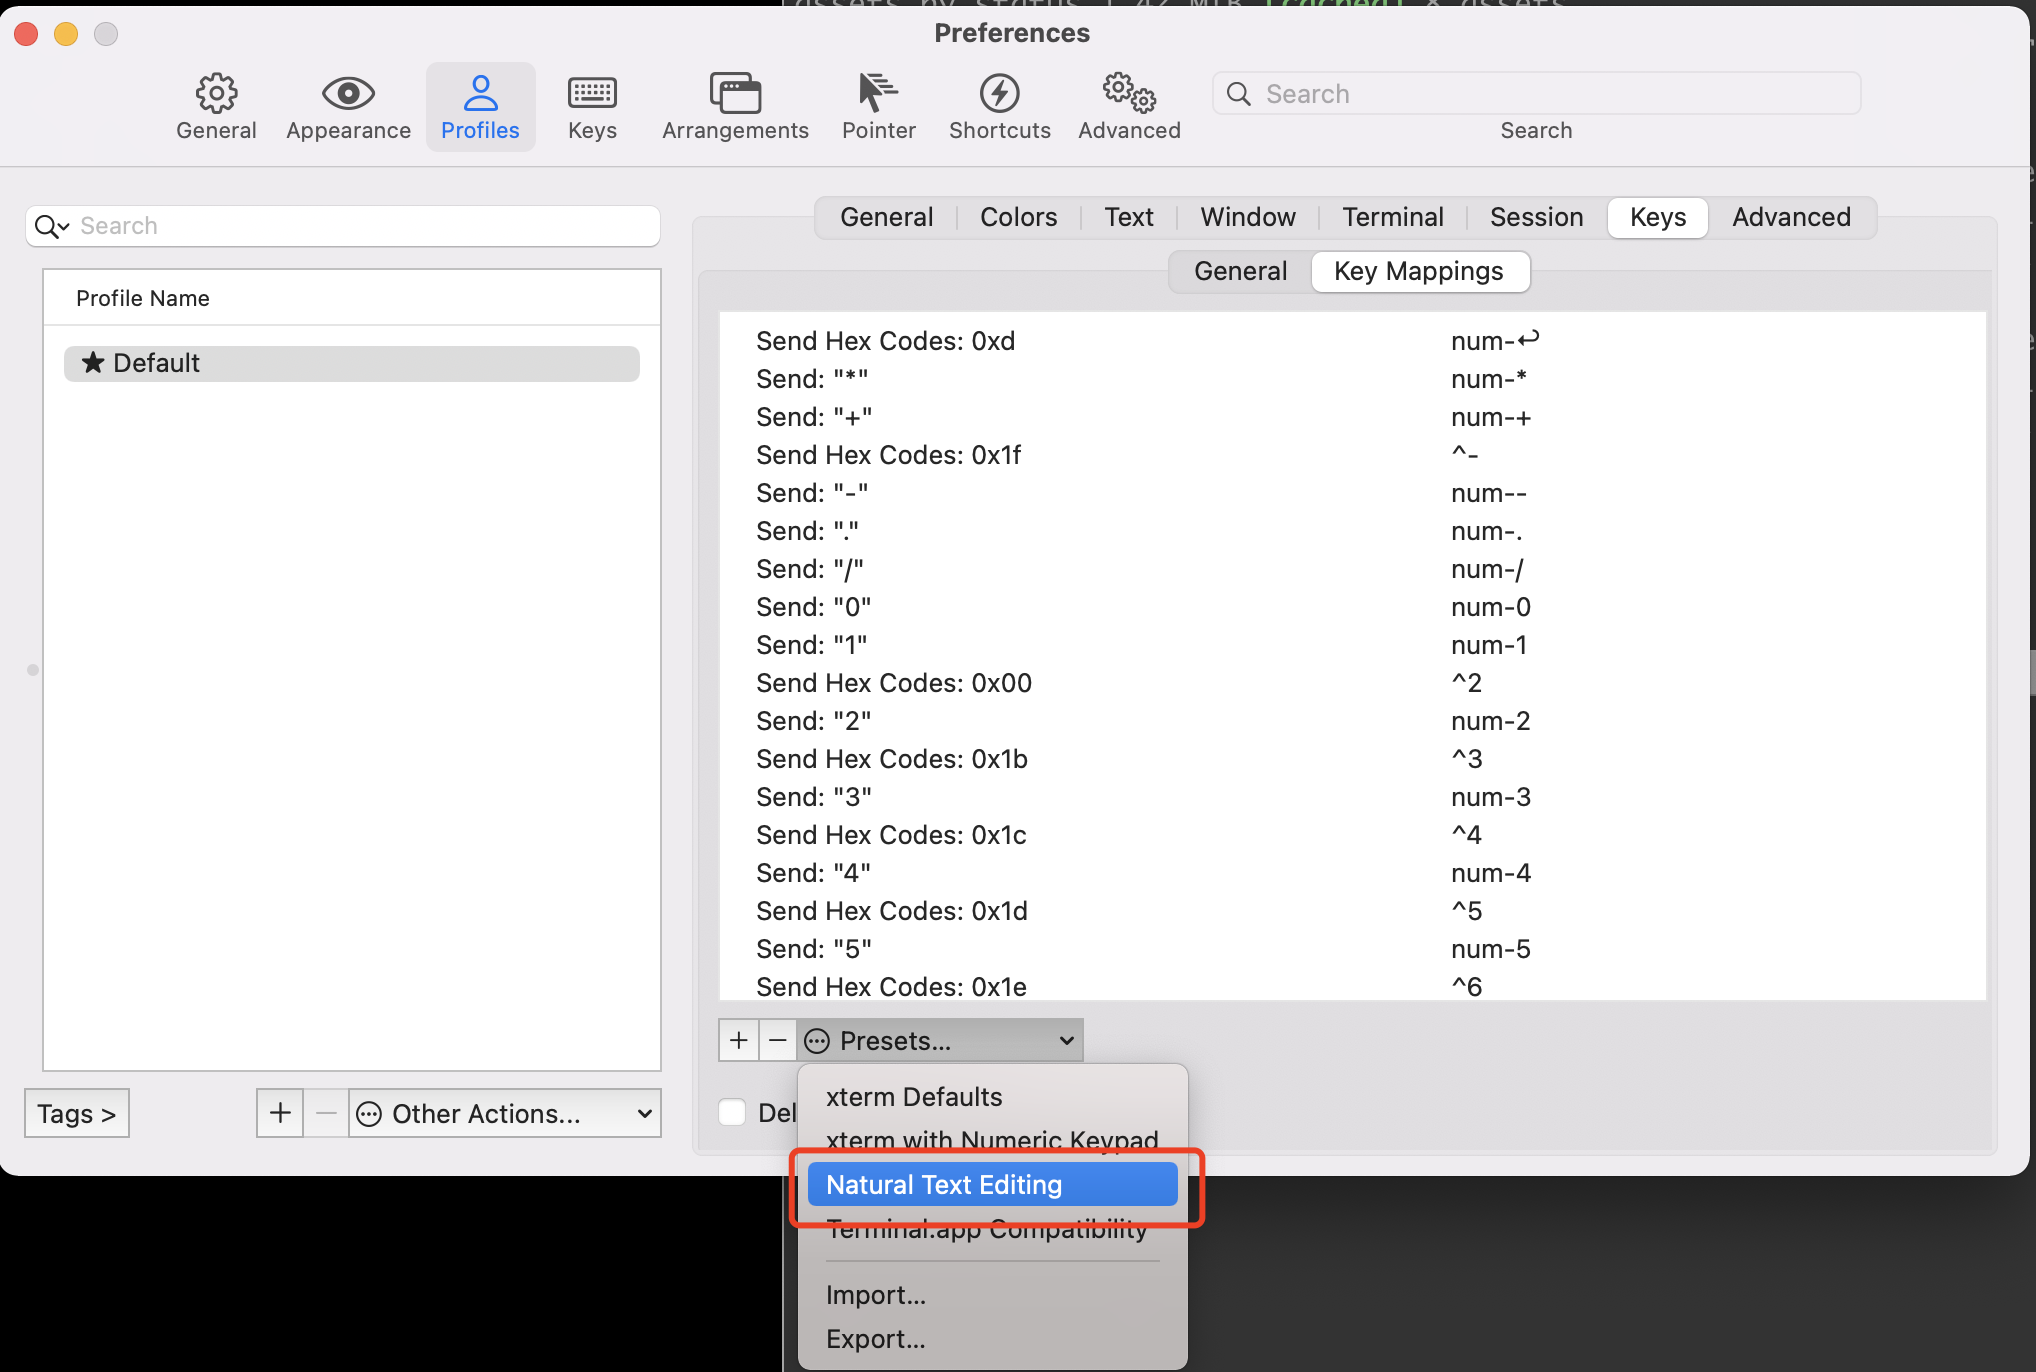 Preferences
General
Appearance
Profiles
Keys
Arrangements
Pointer
Shortcuts
Advanced
Search
Search
Search
Profile Name
★ Default
Tags >
+
−
Other Actions...
General
Colors
Text
Window
Terminal
Session
Keys
Advanced
General
Key Mappings
Send Hex Codes: 0xd num-↩
Send: "*" num-*
Send: "+" num-+
Send Hex Codes: 0x1f ^-
Send: "-" num--
Send: "." num-.
Send: "/" num-/
Send: "0" num-0
Send: "1" num-1
Send Hex Codes: 0x00 ^2
Send: "2" num-2
Send Hex Codes: 0x1b ^3
Send: "3" num-3
Send Hex Codes: 0x1c ^4
Send: "4" num-4
Send Hex Codes: 0x1d ^5
Send: "5" num-5
Send Hex Codes: 0x1e ^6
+
−
Presets...
Del
xterm Defaults
xterm with Numeric Keypad
Natural Text Editing
Terminal.app Compatibility
Import...
Export...